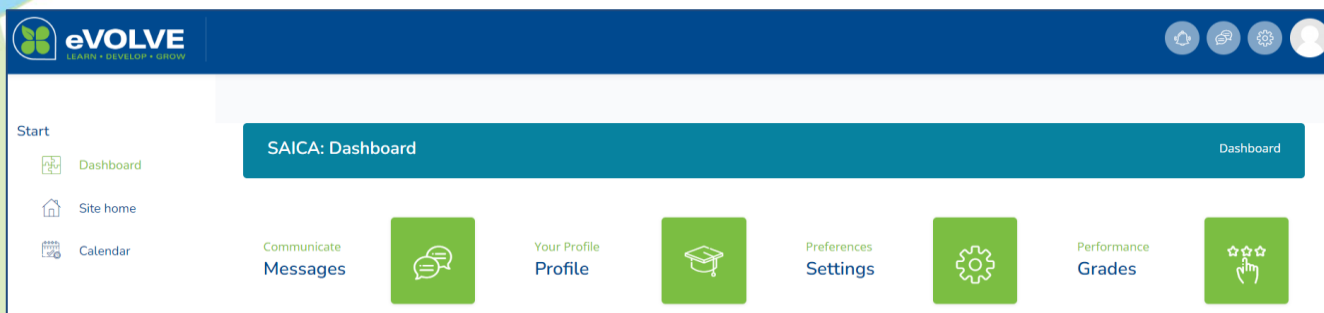 eVOLVE
LEARN • DEVELOP • GROW
Start
Dashboard
Site home
Calendar
SAICA: Dashboard
Dashboard
Communicate
Messages
Your Profile
Profile
Preferences
Settings
Performance
Grades